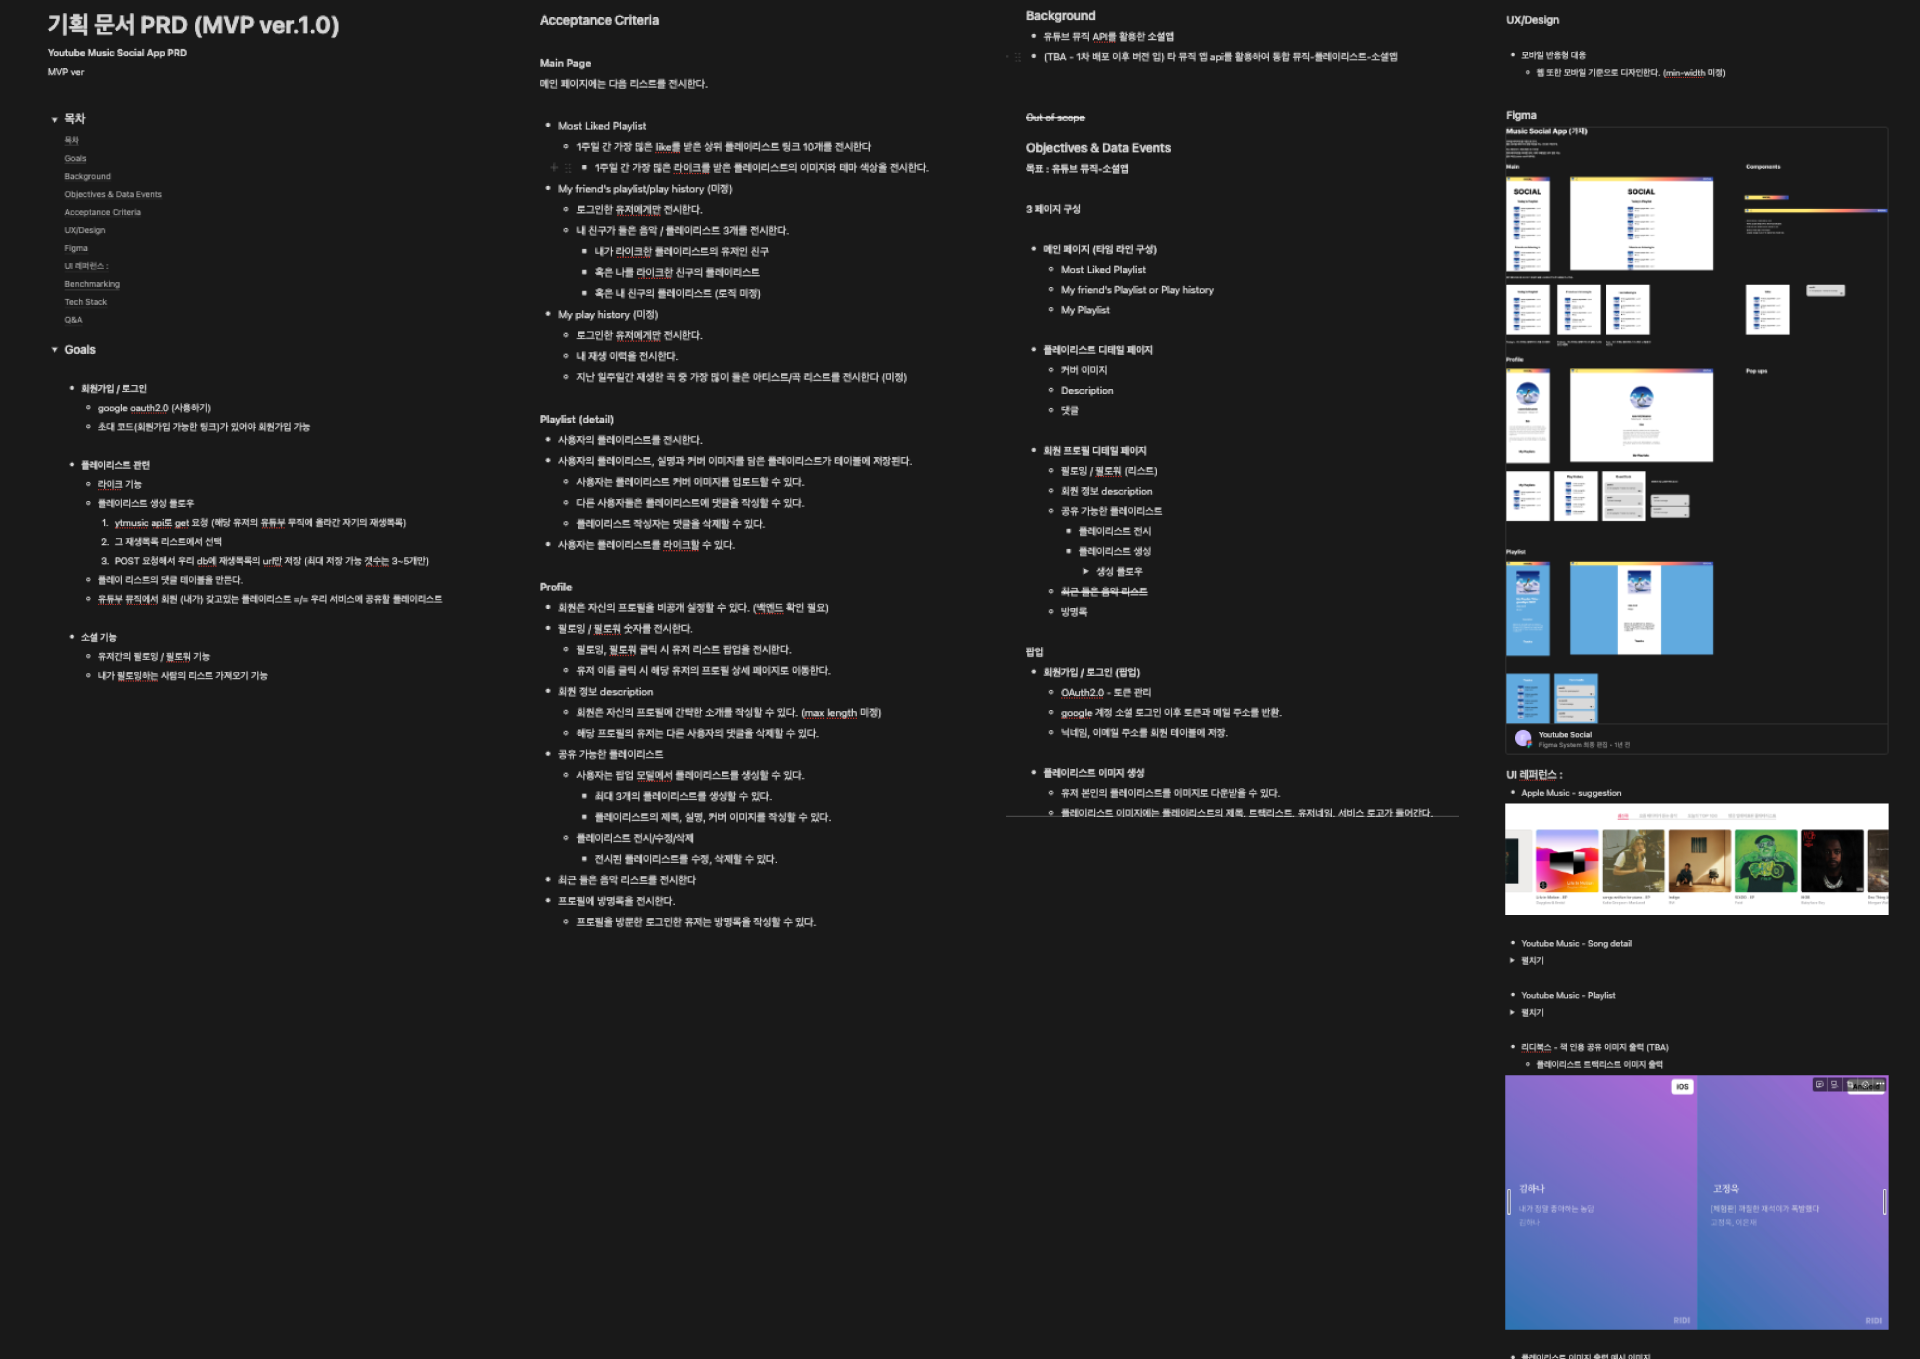 기획 문서 PRD (MVP ver.1.0)
Youtube Music Social App PRD
MVP ver
목차
목차
Goals
Background
Objectives & Data Events
Acceptance Criteria
UX/Design
Figma
UI 레퍼런스 :
Benchmarking
Tech Stack
Q&A
Goals
회원가입 / 로그인
google oauth2.0 (사용하기)
초대 코드(회원가입 가능한 링크)가 있어야 회원가입 가능
플레이리스트 관련
라이크 기능
플레이리스트 생성 플로우
1. ytmusic api로 get 요청 (해당 유저의 유튜부 무직에 올라간 자기의 재생목록)
2. 그 재생목록 리스트에서 선택
3. POST 요청해서 우리 db에 재생목록의 url만 저장 (최대 저장 가능 갯수는 3~5개만)
플레이 리스트의 댓글 테이블을 만든다.
유튜부 뮤직에서 회원 (내가) 갖고있는 플레이리스트 =/= 우리 서비스에 공유할 플레이리스트
소셜 기능
유저간의 팔로잉 / 팔로워 기능
내가 팔로잉하는 사람의 리스트 가져오기 기능
Acceptance Criteria
Main Page
메인 페이지에는 다음 리스트를 전시한다.
Most Liked Playlist
1주일 간 가장 많은 like를 받은 상위 플레이리스트 링크 10개를 전시한다
1주일 간 가장 많은 라이크를 받은 플레이리스트의 이미지와 테마 색상을 전시한다.
My friend's playlist/play history (미정)
로그인한 유저에게만 전시한다.
내 친구가 들은 음악 / 플레이리스트 3개를 전시한다.
내가 라이크한 플레이리스트의 유저인 친구
혹은 나를 라이크한 친구의 플레이리스트
혹은 내 친구의 플레이리스트 (로직 미정)
My play history (미정)
로그인한 유저에게만 전시한다.
내 재생 이력을 전시한다.
지난 일주일간 재생한 곡 중 가장 많이 들은 아티스트/곡 리스트를 전시한다 (미정)
Playlist (detail)
사용자의 플레이리스트를 전시한다.
사용자의 플레이리스트, 설명과 커버 이미지를 담은 플레이리스트가 테이블에 저장된다.
사용자는 플레이리스트 커버 이미지를 업로드할 수 있다.
다른 사용자들은 플레이리스트에 댓글을 작성할 수 있다.
플레이리스트 작성자는 댓글을 삭제할 수 있다.
사용자는 플레이리스트를 라이크할 수 있다.
Profile
회원은 자신의 프로필을 비공개 설정할 수 있다. (백엔드 확인 필요)
팔로잉 / 팔로워 숫자를 전시한다.
팔로잉, 팔로워 클릭 시 유저 리스트 팝업을 전시한다.
유저 이름 클릭 시 해당 유저의 프로필 상세 페이지로 이동한다.
회원 정보 description
회원은 자신의 프로필에 간략한 소개를 작성할 수 있다. (max length 미정)
해당 프로필의 유저는 다른 사용자의 댓글을 삭제할 수 있다.
공유 가능한 플레이리스트
사용자는 팝업 모달에서 플레이리스트를 생성할 수 있다.
최대 3개의 플레이리스트를 생성할 수 있다.
플레이리스트의 제목, 설명, 커버 이미지를 작성할 수 있다.
플레이리스트 전시/수정/삭제
전시된 플레이리스트를 수정, 삭제할 수 있다.
최근 들은 음악 리스트를 전시한다
프로필에 방명록을 전시한다.
프로필을 방문한 로그인한 유저는 방명록을 작성할 수 있다.
Background
유튜브 뮤직 API를 활용한 소셜앱
(TBA - 1차 배포 이후 버전 업) 타 뮤직 앱 api를 활용하여 통합 뮤직-플레이리스트-소셜앱
Out of scope
Objectives & Data Events
목표 : 유튜브 뮤직-소셜앱
3 페이지 구성
메인 페이지 (타임 라인 구성)
Most Liked Playlist
My friend's Playlist or Play history
My Playlist
플레이리스트 디테일 페이지
커버 이미지
Description
댓글
회원 프로필 디테일 페이지
팔로잉 / 팔로워 (리스트)
회원 정보 description
공유 가능한 플레이리스트
플레이리스트 전시
플레이리스트 생성
생성 플로우
최근 들은 음악 리스트
방명록
팝업
회원가입 / 로그인 (팝업)
OAuth2.0 - 토큰 관리
google 계정 소셜 로그인 이후 토큰과 메일 주소를 반환.
닉네임, 이메일 주소를 회원 테이블에 저장.
플레이리스트 이미지 생성
유저 본인의 플레이리스트를 이미지로 다운받을 수 있다.
플레이리스트 이미지에는 플레이리스트의 제목, 트랙리스트, 유저네임, 서비스 로고가 들어간다.
UX/Design
모바일 반응형 대응
웹 또한 모바일 기준으로 디자인한다. (min-width 미정)
Figma
Music Social App (가제)
Main
Components
SOCIAL
SOCIAL
Profile
Pop ups
Playlist
Youtube Social
Figma System 최종 편집 • 1년 전
UI 레퍼런스 :
Apple Music - suggestion
Youtube Music - Song detail
펼치기
Youtube Music - Playlist
펼치기
리디북스 - 책 인용 공유 이미지 출력 (TBA)
플레이리스트 트랙리스트 이미지 출력
iOS
김하나
내가 정말 좋아하는 농담
김하나
RIDI
고정욱
고정욱, 이은재
RIDI
플레이리스트 이미지 출력 예시 이미지